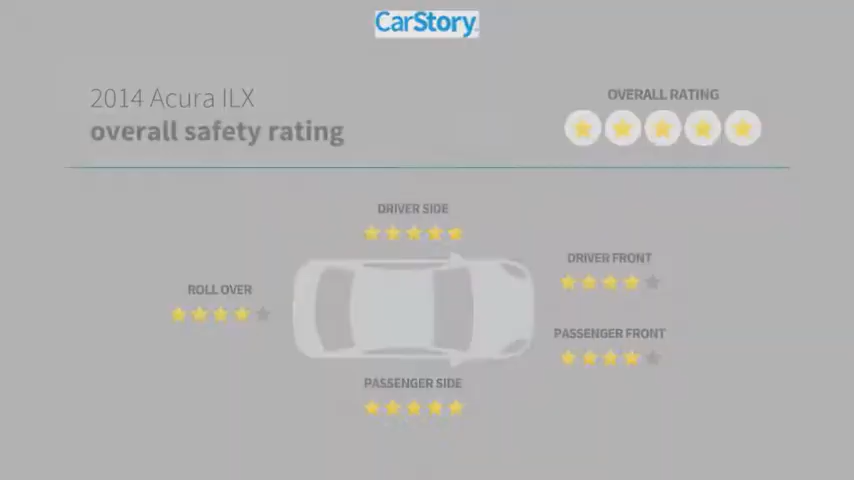 CarStory
2014 Acura ILX
overall safety rating
OVERALL RATING
DRIVER SIDE
DRIVER FRONT
ROLL OVER
PASSENGER FRONT
PASSENGER SIDE